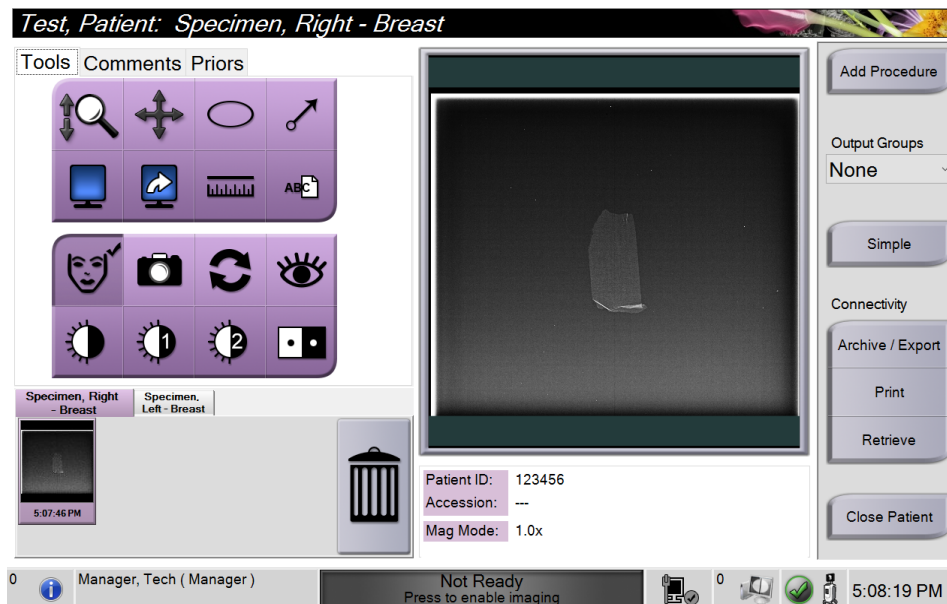 Test, Patient: Specimen, Right - Breast
Tools Comments Priors
ABC
1
2
Specimen, Right
- Breast
Specimen,
Left - Breast
5:07:46 PM
Patient ID: 123456
Accession: ---
Mag Mode: 1.0x
Add Procedure
Output Groups
None
Simple
Connectivity
Archive / Export
Print
Retrieve
Close Patient
0
Manager, Tech ( Manager )
Not Ready
Press to enable imaging
0
5:08:19 PM